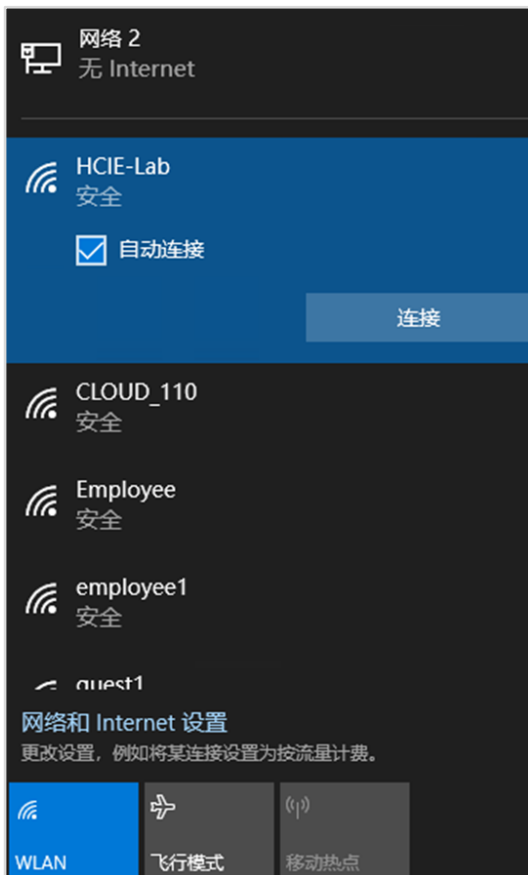 网络 2
无 Internet
HCIE-Lab
安全
自动连接
连接
CLOUD_110
安全
Employee
安全
employee1
安全
guest1
网络和 Internet 设置
更改设置，例如将某连接设置为按流量计费。
WLAN
飞行模式
移动热点